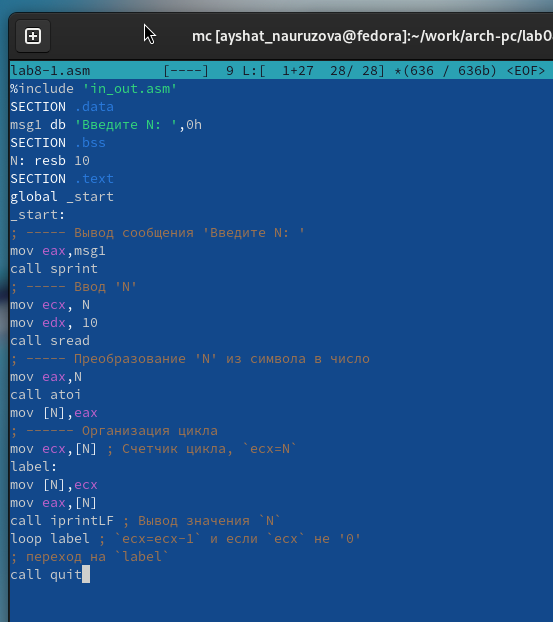 mc [ayshat_nauruzova@fedora]:~/work/arch-pc/lab0
lab8-1.asm [----] 9 L:[ 1+27 28/ 28] *(636 / 636b) <EOF>
%include 'in_out.asm'
SECTION .data
msg1 db 'Введите N: ',0h
SECTION .bss
N: resb 10
SECTION .text
global _start
_start:
; ----- Вывод сообщения 'Введите N: '
mov eax,msg1
call sprint
; ----- Ввод 'N'
mov ecx, N
mov edx, 10
call sread
; ----- Преобразование 'N' из символа в число
mov eax,N
call atoi
mov [N],eax
; ------ Организация цикла
mov ecx,[N] ; Счетчик цикла, `ecx=N`
label:
mov [N],ecx
mov eax,[N]
call iprintLF ; Вывод значения `N`
loop label ; `ecx=ecx-1` и если `ecx` не '0'
; переход на `label`
call quit